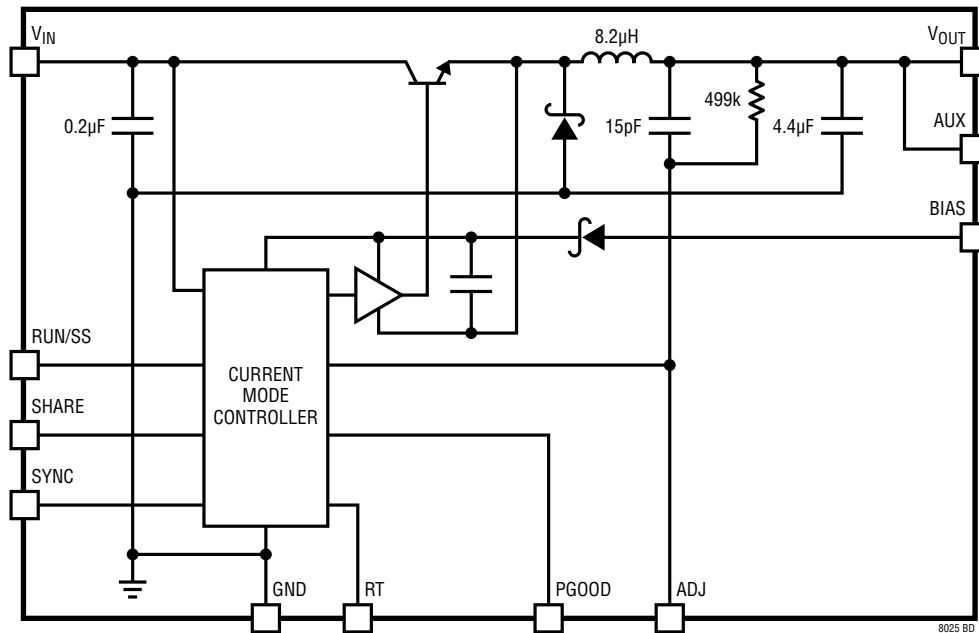 VIN
VOUT
8.2µH
0.2µF
15pF
499k
4.4µF
AUX
BIAS
RUN/SS
SHARE
SYNC
CURRENT
MODE
CONTROLLER
GND
RT
PGOOD
ADJ
8025 BD